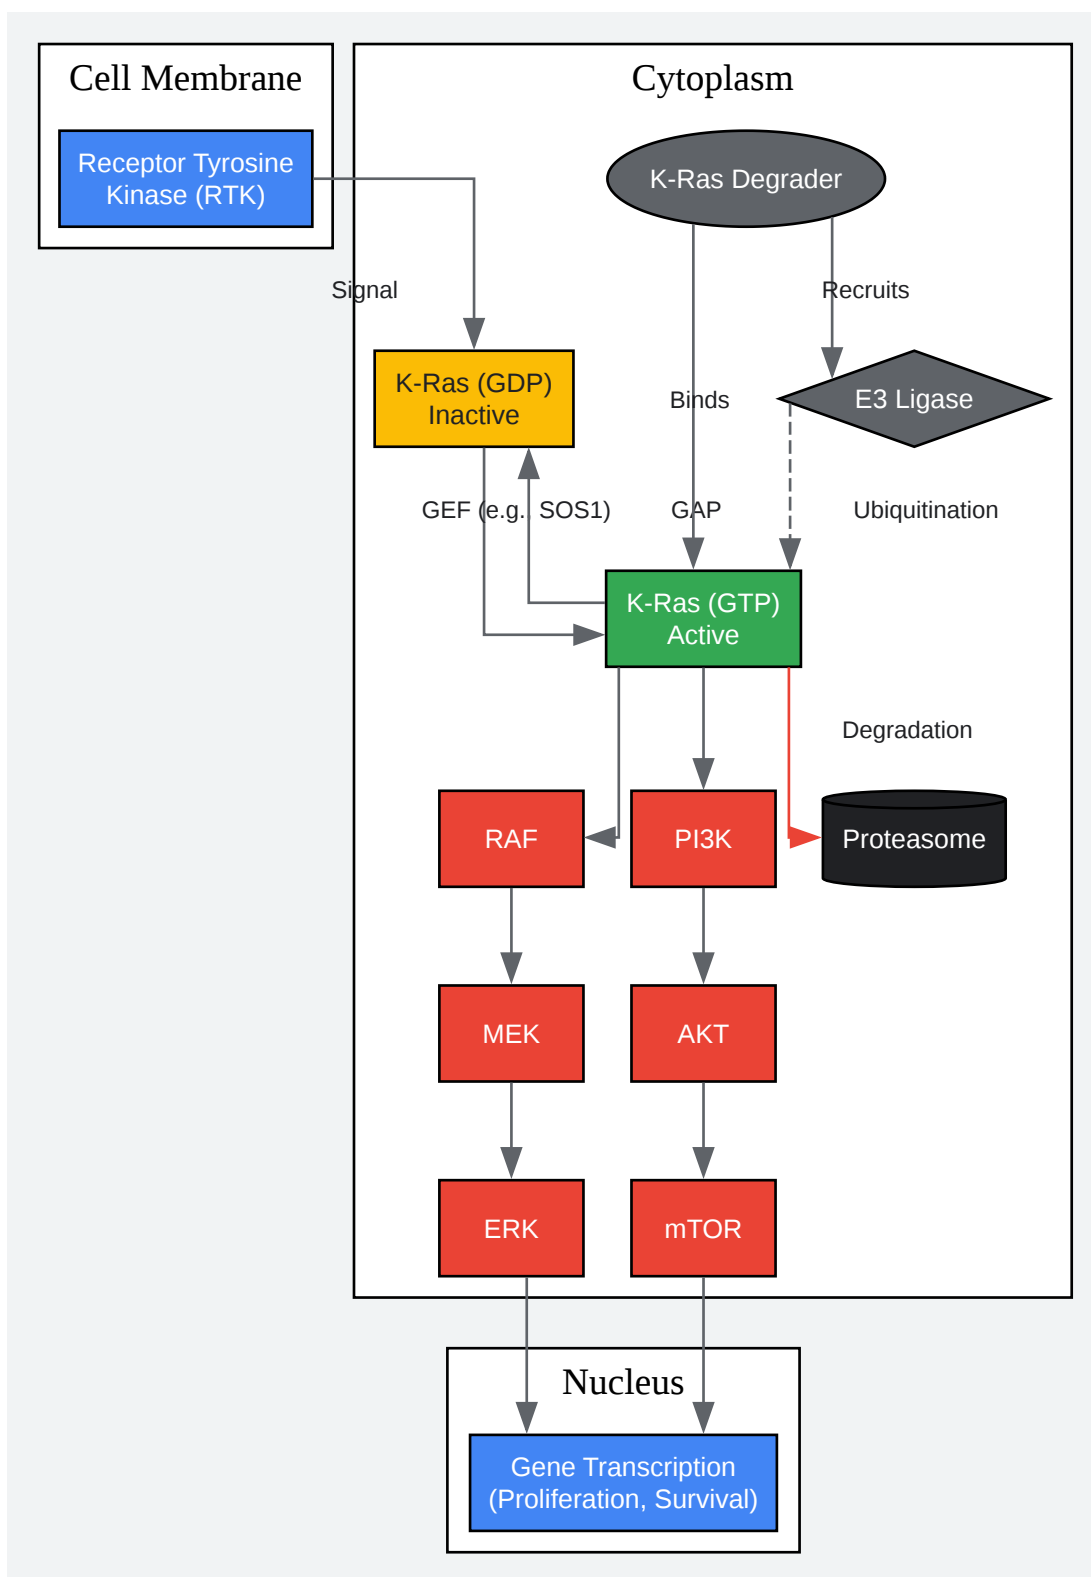 Cell Membrane
Cytoplasm
Receptor Tyrosine
Kinase (RTK)
K-Ras Degrader
Signal
Recruits
K-Ras (GDP)
Inactive
Binds
E3 Ligase
GEF (e.g., SOS1)
GAP
Ubiquitination
K-Ras (GTP)
Active
Degradation
RAF
PI3K
Proteasome
MEK
AKT
ERK
mTOR
Nucleus
Gene Transcription
(Proliferation, Survival)